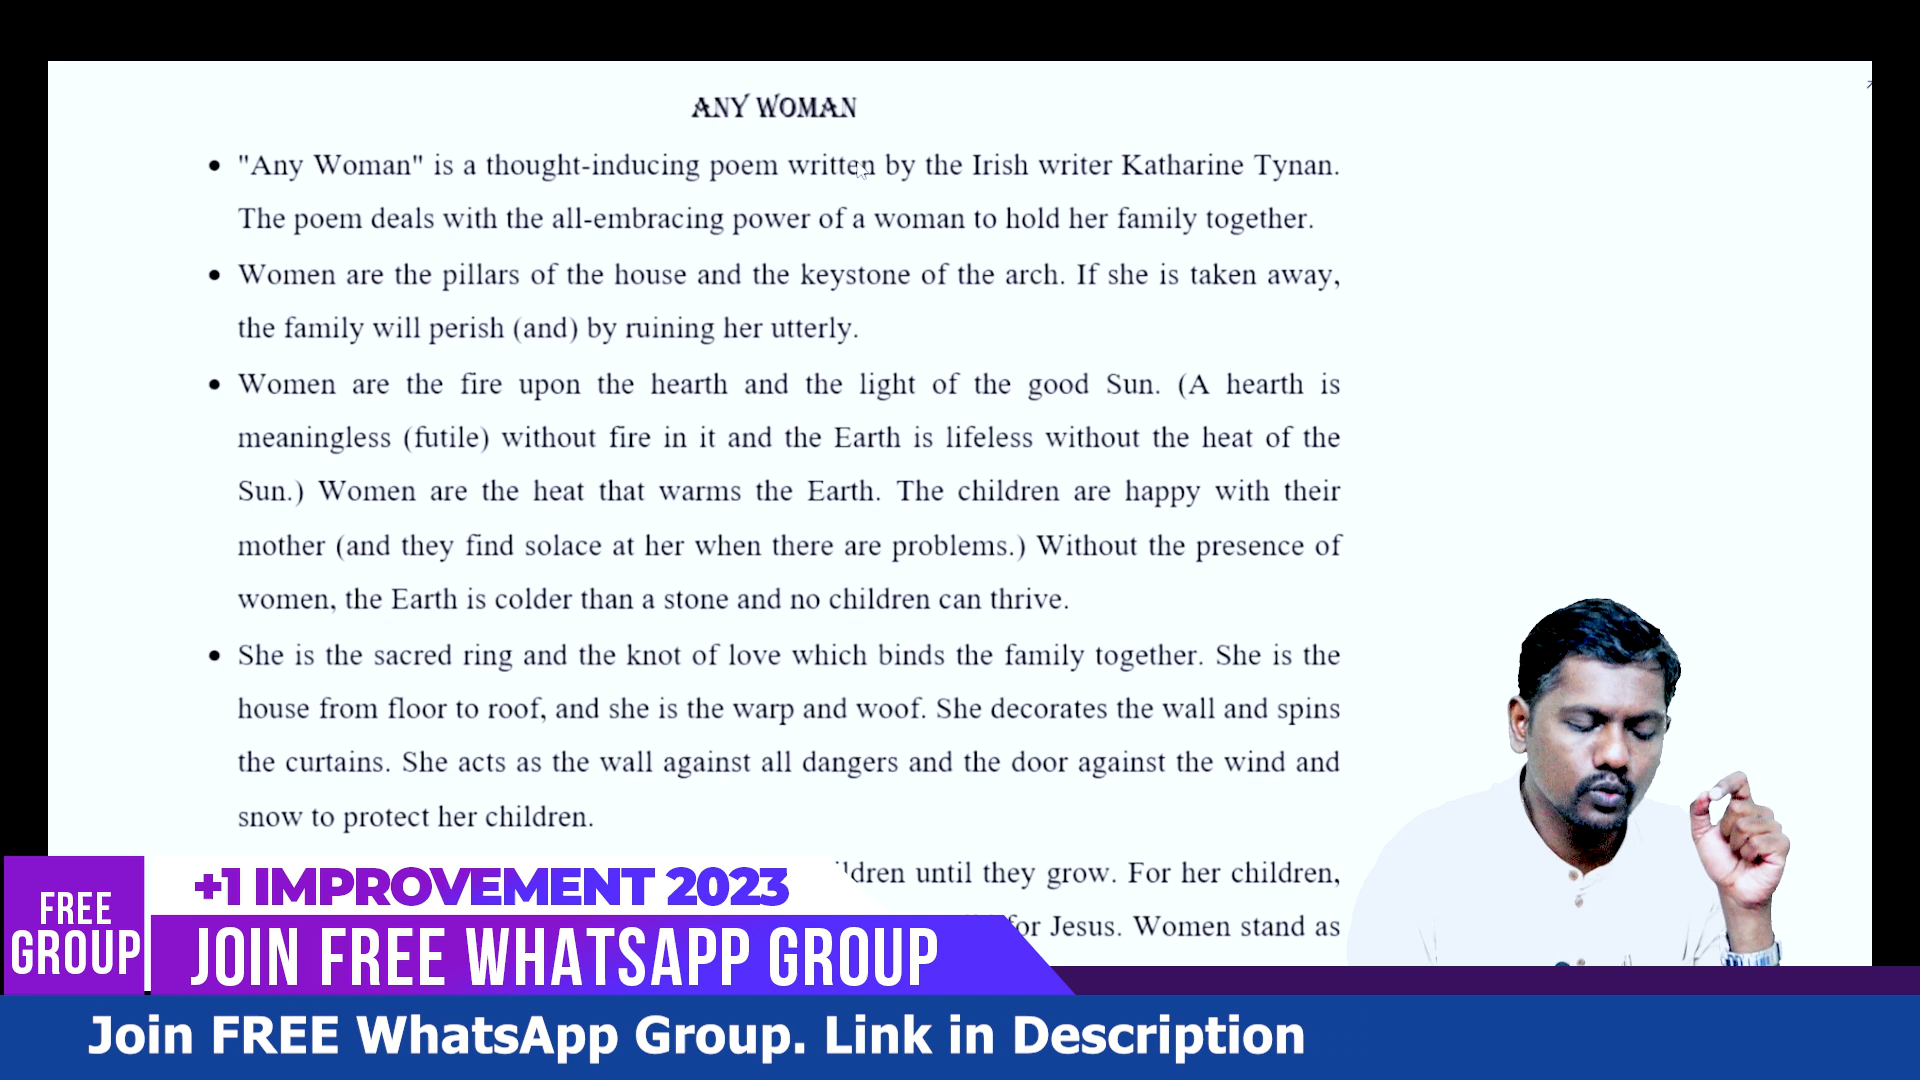 ANY WOMAN
• "Any Woman" is a thought-inducing poem written by the Irish writer Katharine Tynan.
The poem deals with the all-embracing power of a woman to hold her family together.
• Women are the pillars of the house and the keystone of the arch. If she is taken away,
the family will perish (and) by ruining her utterly.
• Women are the fire upon the hearth and the light of the good Sun. (A hearth is
meaningless (futile) without fire in it and the Earth is lifeless without the heat of the
Sun.) Women are the heat that warms the Earth. The children are happy with their
mother (and they find solace at her when there are problems.) Without the presence of
women, the Earth is colder than a stone and no children can thrive.
• She is the sacred ring and the knot of love which binds the family together. She is the
house from floor to roof, and she is the warp and woof. She decorates the wall and spins
the curtains. She acts as the wall against all dangers and the door against the wind and
snow to protect her children.
until they grow. For her children,
for Jesus. Women stand as
FREE
GROUP
+1 IMPROVEMENT 2023
JOIN FREE WHATSAPP GROUP
Join FREE WhatsApp Group. Link in Description